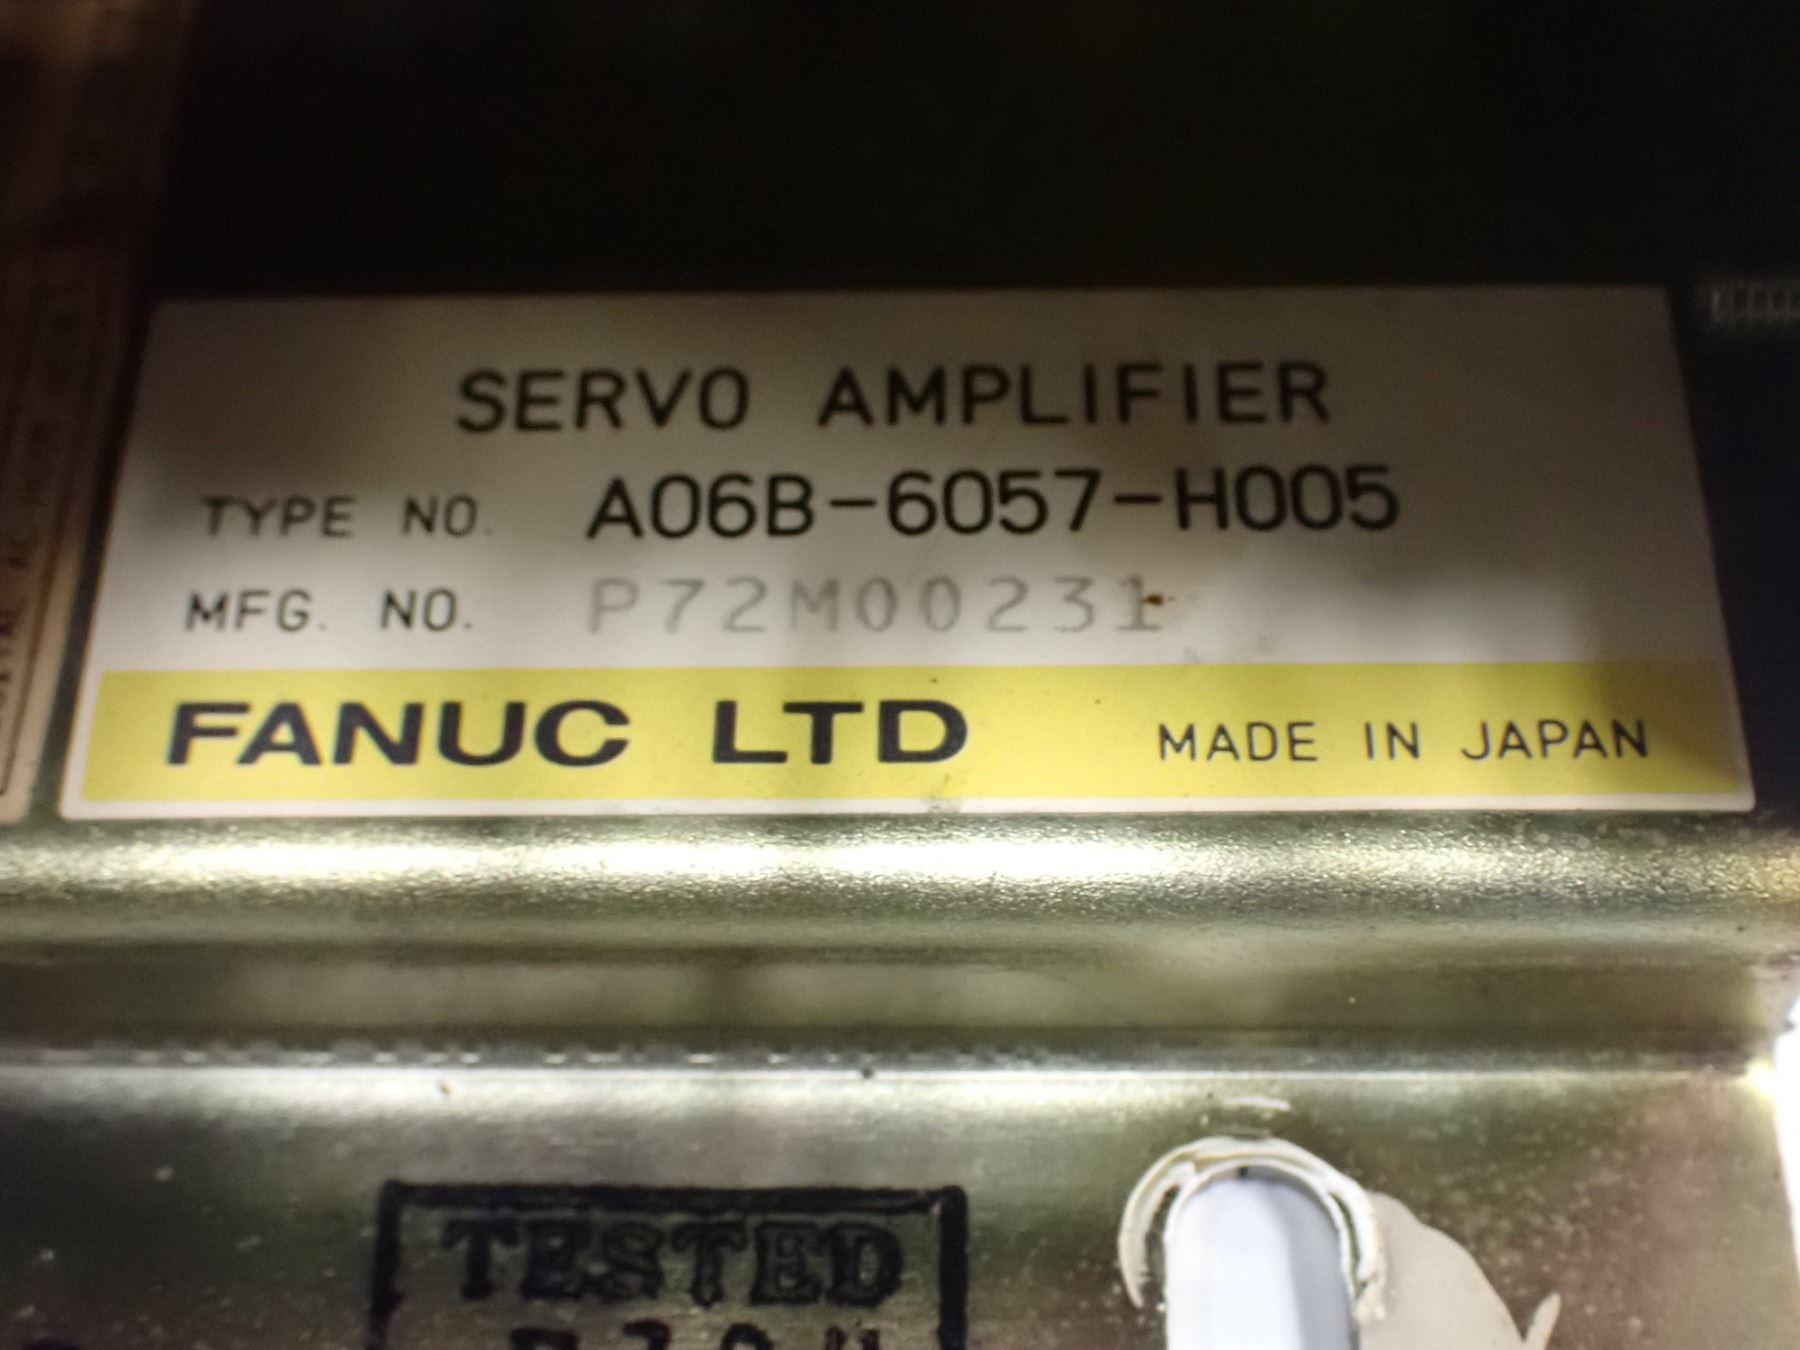 SERVO AMPLIFIER
TYPE NO. A06B-6057-H005
MFG. NO. P72M00231
FANUC LTD MADE IN JAPAN
TESTED